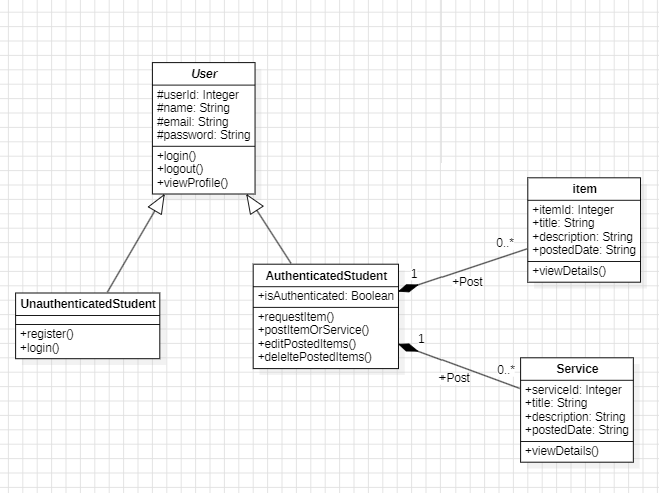 User
#userId: Integer
#name: String
#email: String
#password: String
+login()
+logout()
+viewProfile()
item
+itemId: Integer
+title: String
+description: String
+postedDate: String
+viewDetails()
0..*
1
+Post
AuthenticatedStudent
+isAuthenticated: Boolean
+requestItem()
+postItemOrService()
+editPostedItems()
+deleltePostedItems()
UnauthenticatedStudent
+register()
+login()
1
+Post
0..*
Service
+serviceId: Integer
+title: String
+description: String
+postedDate: String
+viewDetails()